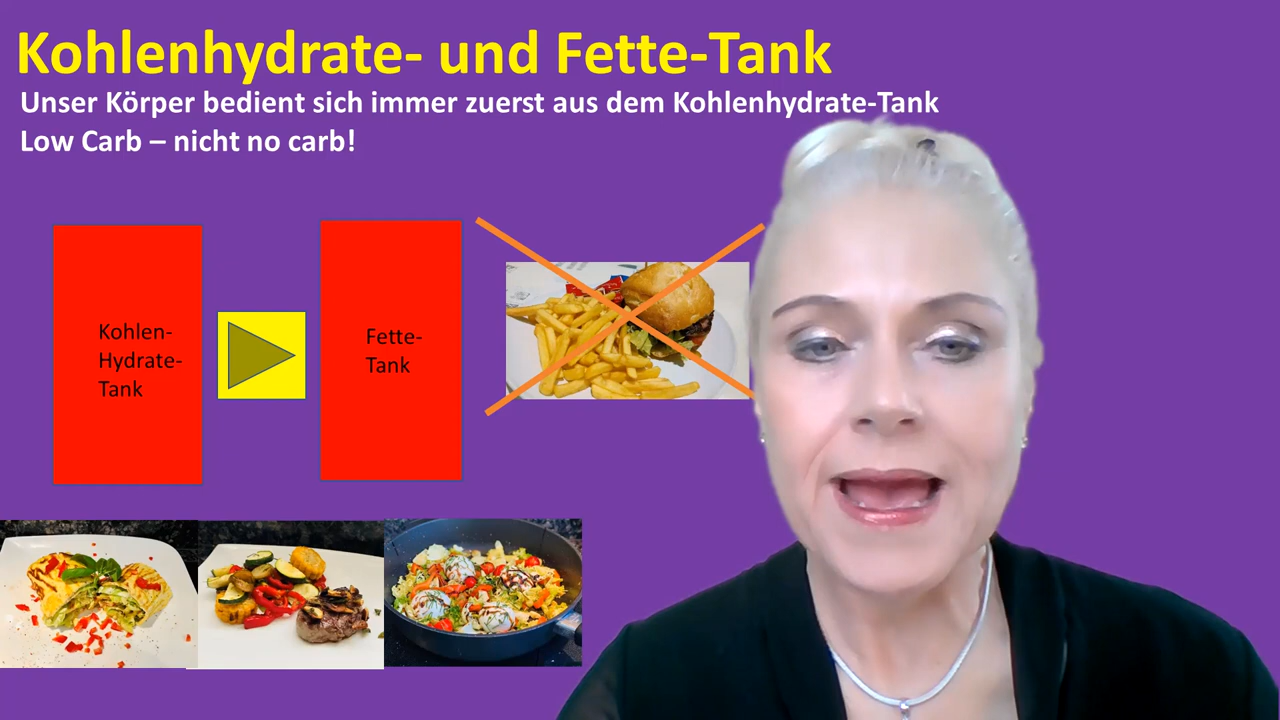 Kohlenhydrate- und Fette-Tank
Unser Körper bedient sich immer zuerst aus dem Kohlenhydrate-Tank
Low Carb – nicht no carb!
Kohlen-
Hydrate-
Tank
Fette-
Tank